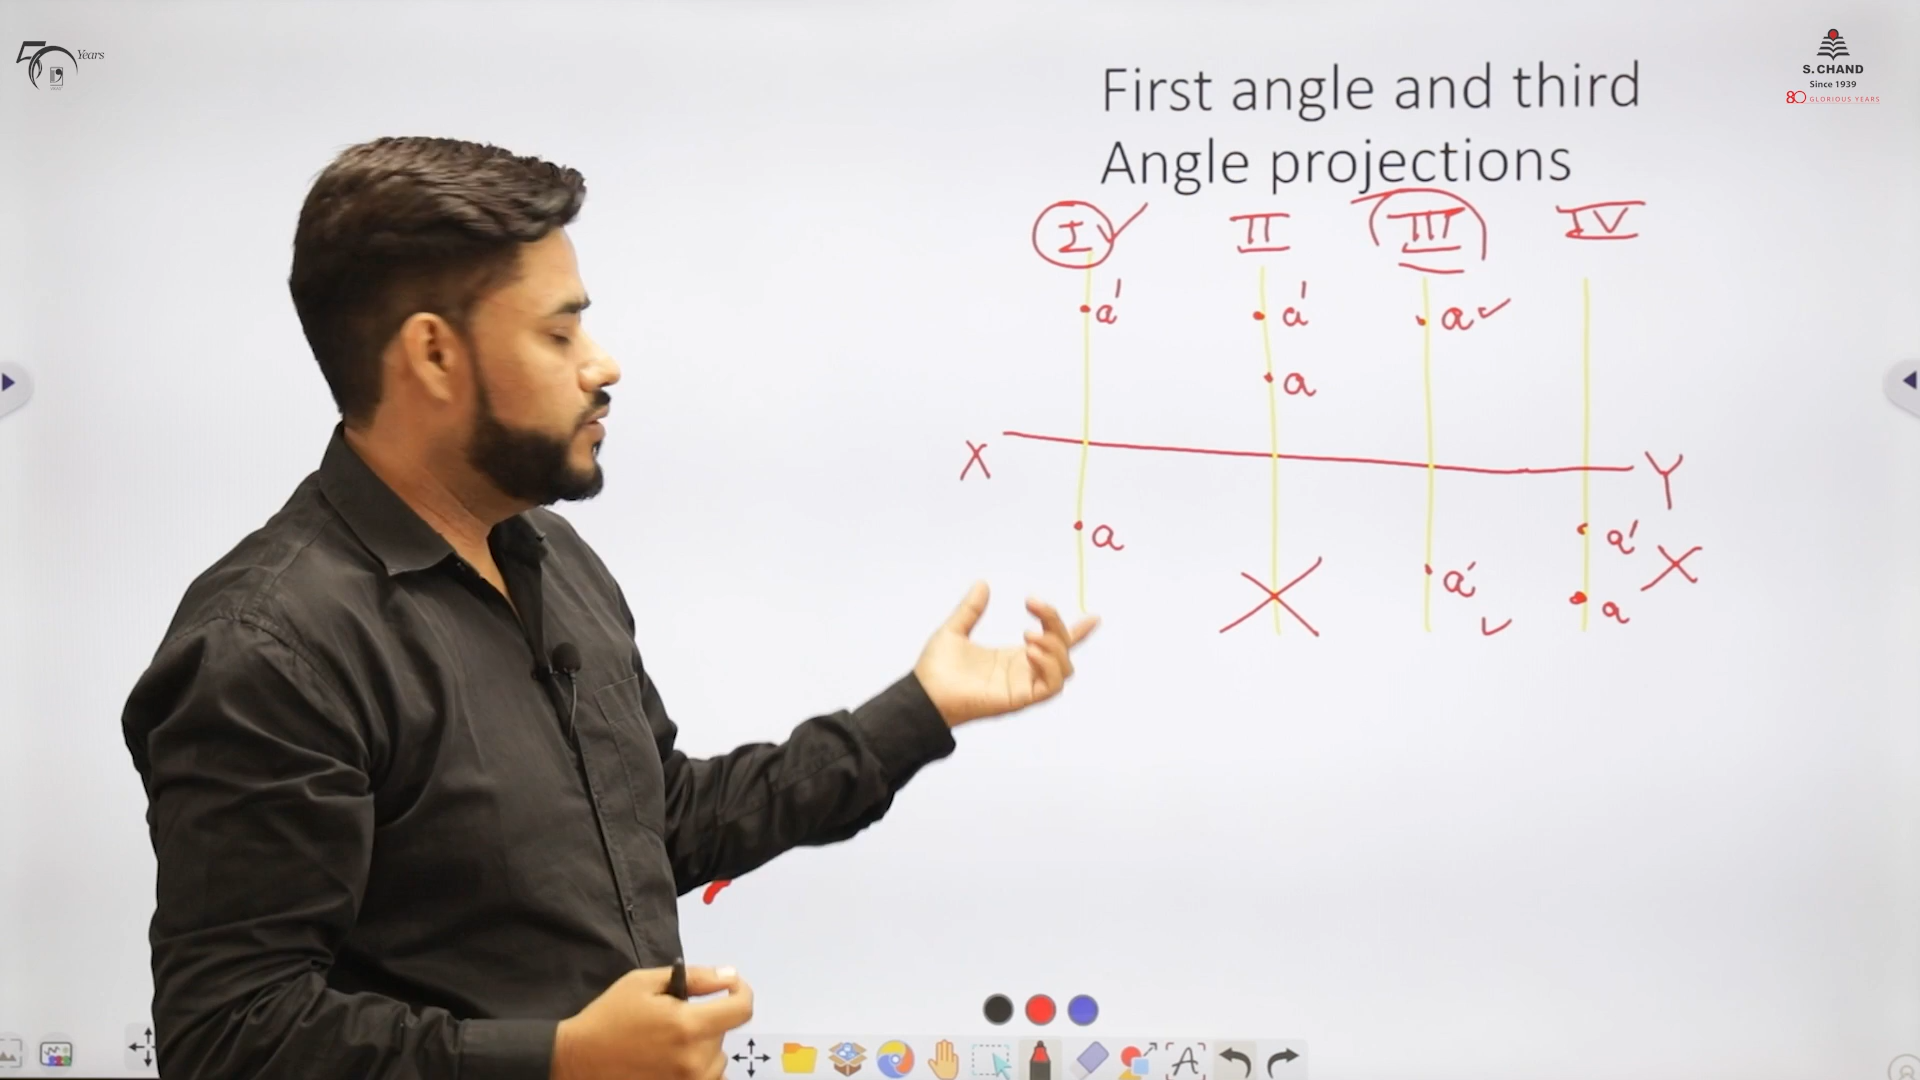 50 Years
S. CHAND
Since 1939
80 GLORIOUS YEARS
First angle and third
Angle projections
I II III IV
a' a' a
a
X Y
a a' a'
a